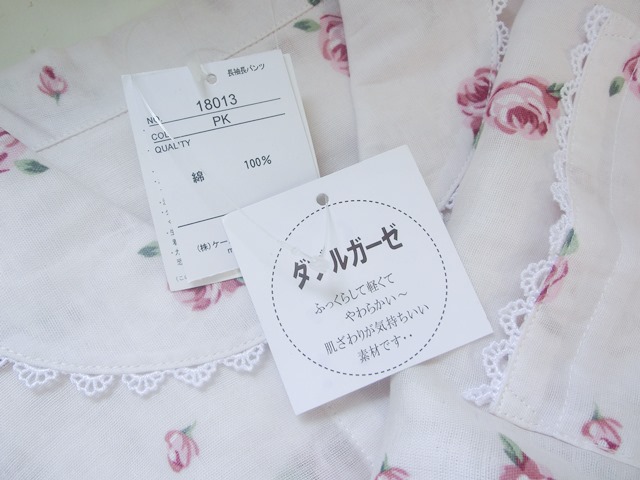 長袖長パンツ
NO. 18013
COL PK
QUAL'TY
綿 100%
(株)ケー
ダブルガーゼ
ふっくらして軽くて
やわらかい〜
肌ざわりが気持ちいい
素材です・・